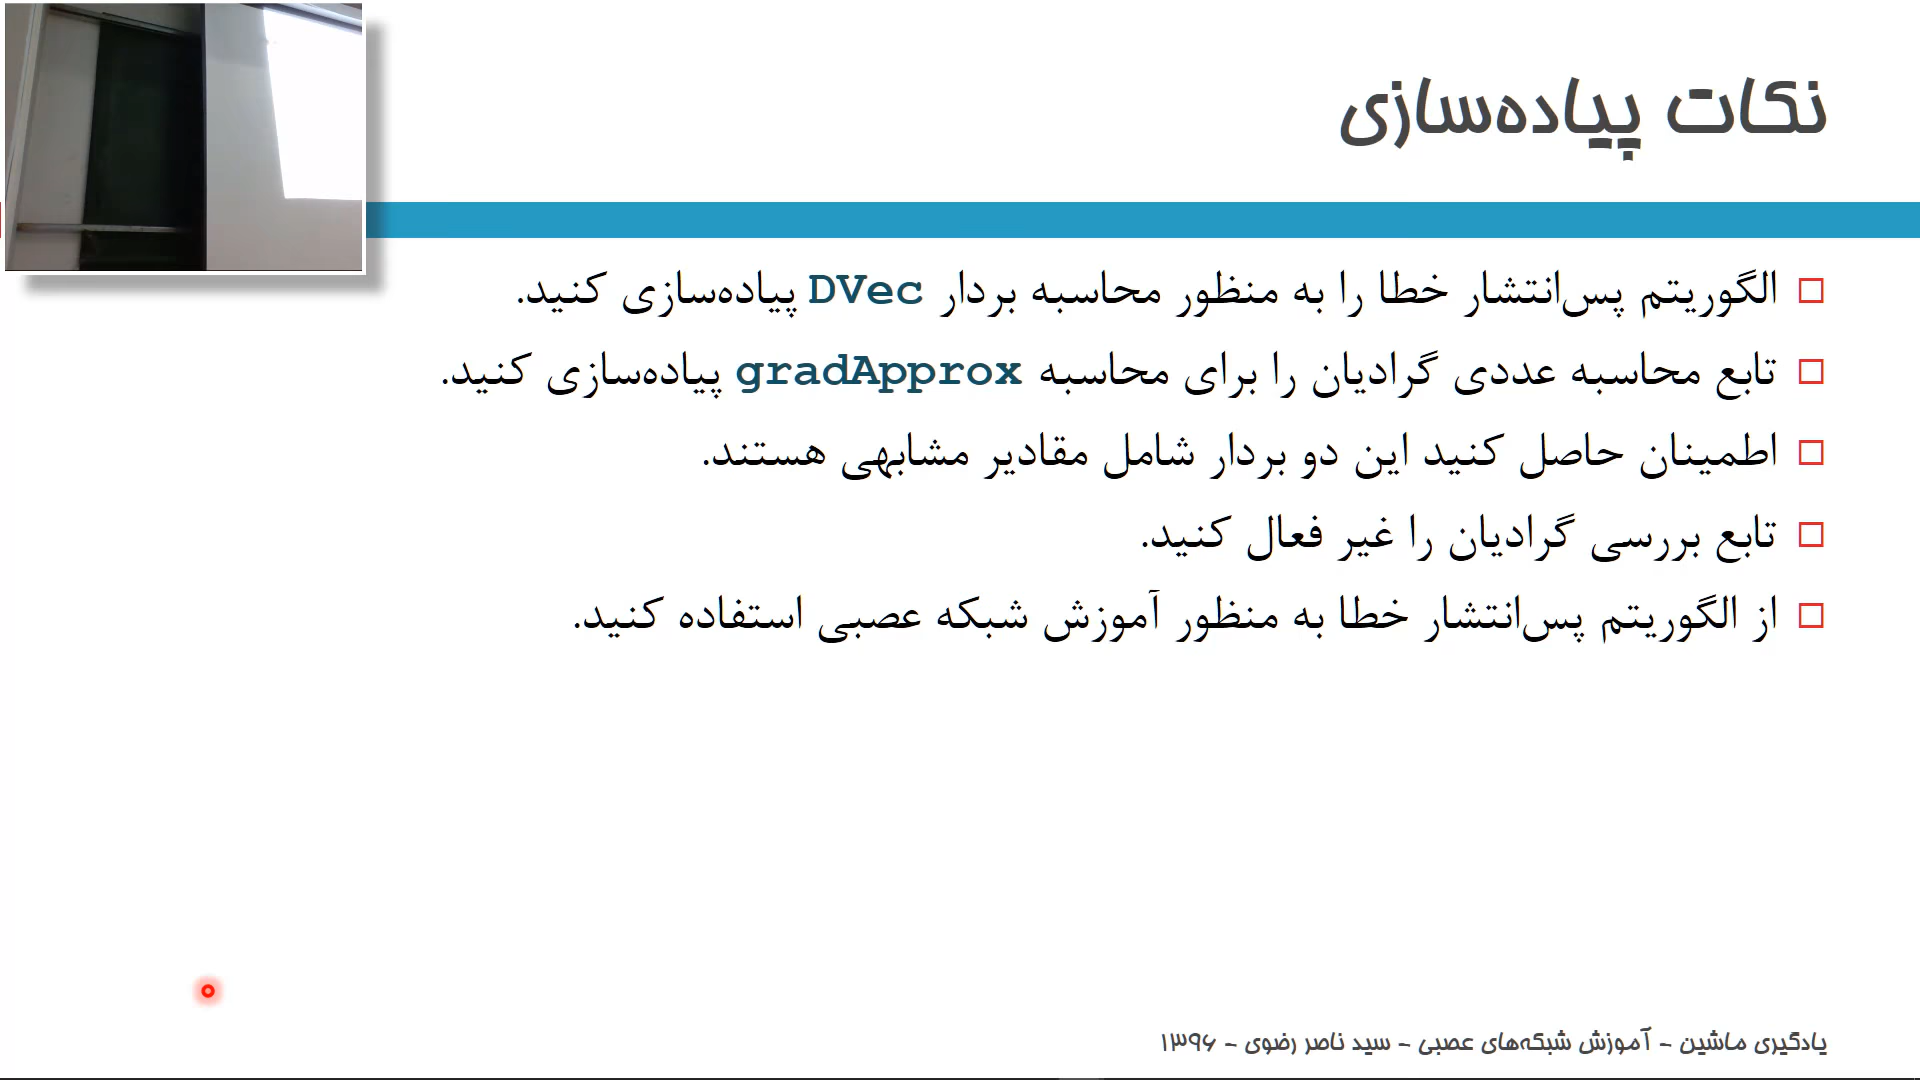 نکات پیاده‌سازی
الگوریتم پس‌انتشار خطا را به منظور محاسبه بردار DVec پیاده‌سازی کنید.
تابع محاسبه عددی گرادیان را برای محاسبه gradApprox پیاده‌سازی کنید.
اطمینان حاصل کنید این دو بردار شامل مقادیر مشابهی هستند.
تابع بررسی گرادیان را غیر فعال کنید.
از الگوریتم پس‌انتشار خطا به منظور آموزش شبکه عصبی استفاده کنید.
یادگیری ماشین - آموزش شبکه‌های عصبی - سید ناصر رضوی - ۱۳۹۶